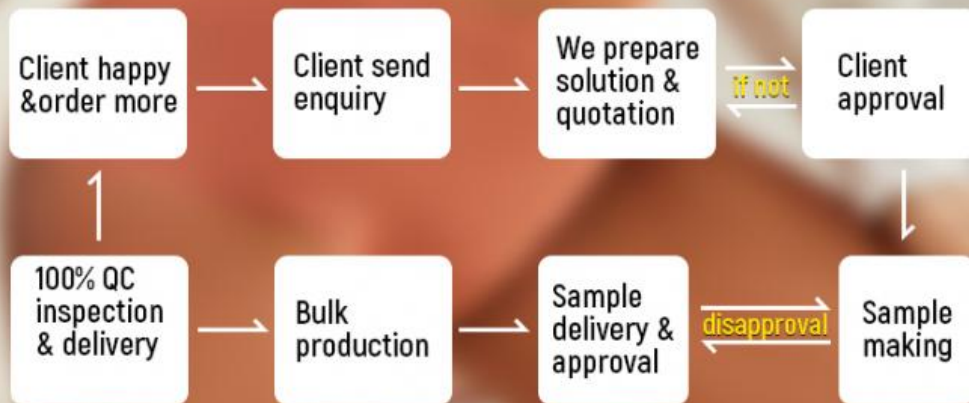 Client happy
&order more
Client send
enquiry
We prepare
solution &
quotation
if not
Client
approval
100% QC
inspection
& delivery
Bulk
production
Sample
delivery &
approval
disapproval
Sample
making